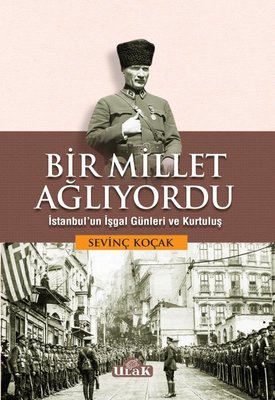 BİR MİLLET
AĞLIYORDU
İstanbul'un İşgal Günleri ve Kurtuluş
SEVİNÇ KOÇAK
ULAK